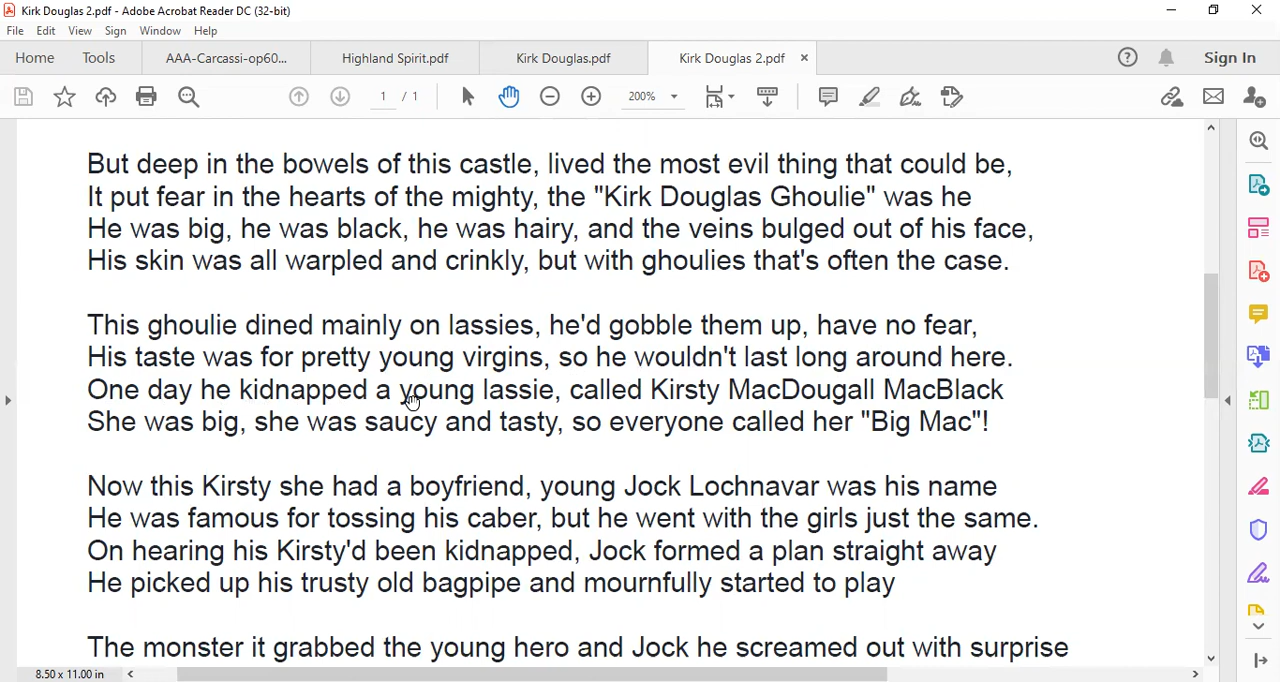 Kirk Douglas 2.pdf - Adobe Acrobat Reader DC (32-bit)
File Edit View Sign Window Help
Home Tools AAA-Carcassi-op60... Highland Spirit.pdf Kirk Douglas.pdf Kirk Douglas 2.pdf Sign In
1 / 1 200%
But deep in the bowels of this castle, lived the most evil thing that could be,
It put fear in the hearts of the mighty, the "Kirk Douglas Ghoulie" was he
He was big, he was black, he was hairy, and the veins bulged out of his face,
His skin was all warpled and crinkly, but with ghoulies that's often the case.
This ghoulie dined mainly on lassies, he'd gobble them up, have no fear,
His taste was for pretty young virgins, so he wouldn't last long around here.
One day he kidnapped a young lassie, called Kirsty MacDougall MacBlack
She was big, she was saucy and tasty, so everyone called her "Big Mac"!
Now this Kirsty she had a boyfriend, young Jock Lochnavar was his name
He was famous for tossing his caber, but he went with the girls just the same.
On hearing his Kirsty'd been kidnapped, Jock formed a plan straight away
He picked up his trusty old bagpipe and mournfully started to play
The monster it grabbed the young hero and Jock he screamed out with surprise
8.50 x 11.00 in